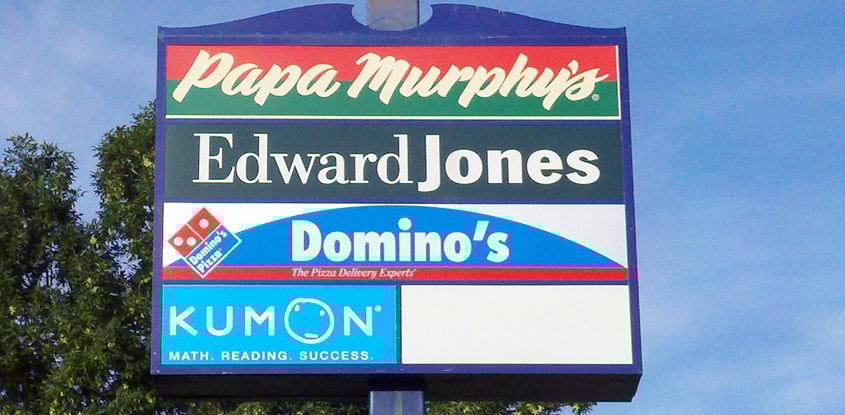 Papa Murphy's®
Edward Jones
Domino's
Domino's
Pizza
The Pizza Delivery Experts®
KUMON®
MATH. READING. SUCCESS.